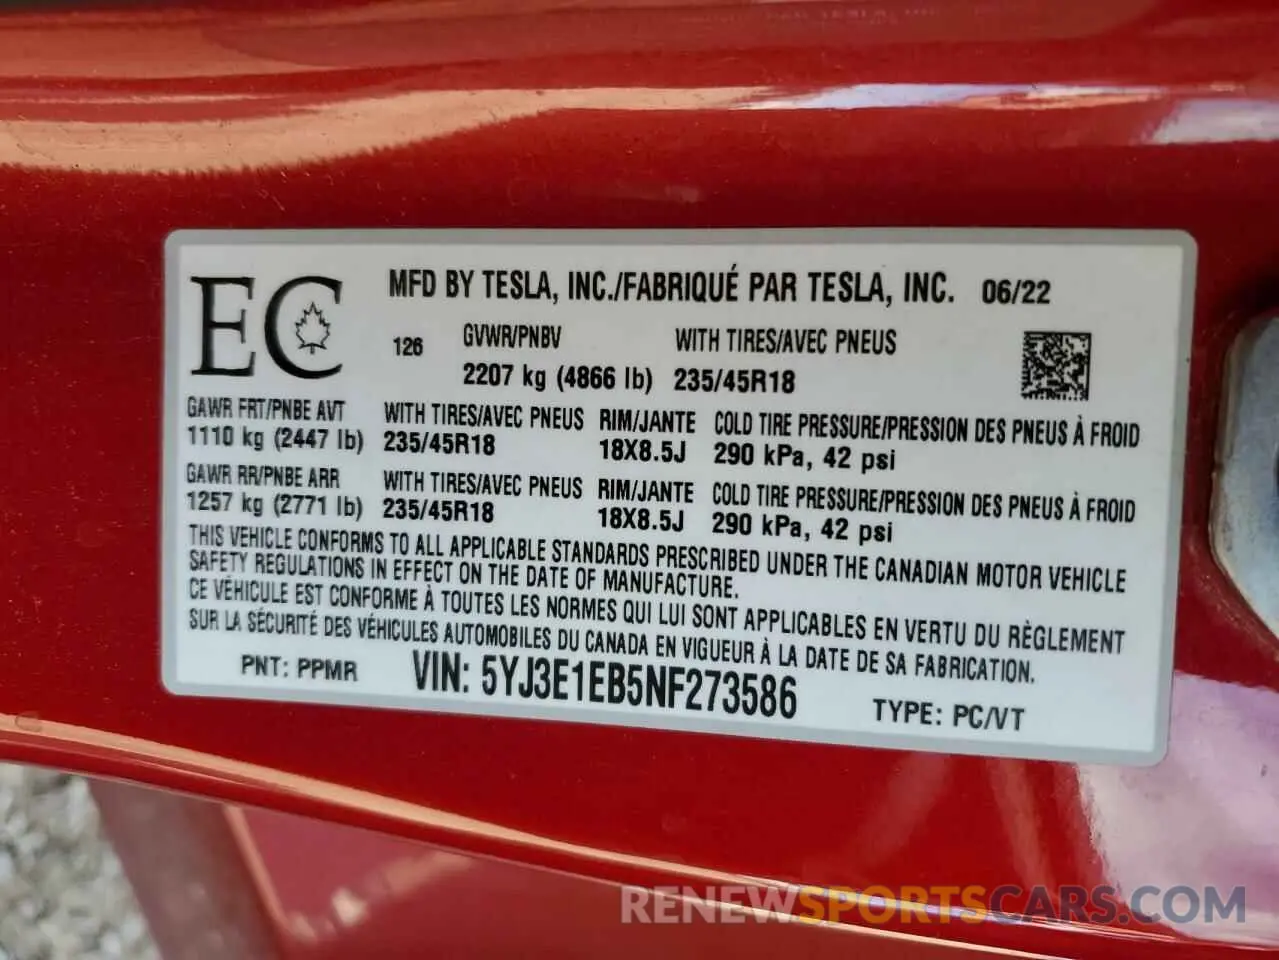 EC MFD BY TESLA, INC./FABRIQUÉ PAR TESLA, INC. 06/22
126 GVWR/PNBV WITH TIRES/AVEC PNEUS
2207 kg (4866 lb) 235/45R18
GAWR FRT/PNBE AVT WITH TIRES/AVEC PNEUS RIM/JANTE COLD TIRE PRESSURE/PRESSION DES PNEUS À FROID
1110 kg (2447 lb) 235/45R18 18X8.5J 290 kPa, 42 psi
GAWR RR/PNBE ARR WITH TIRES/AVEC PNEUS RIM/JANTE COLD TIRE PRESSURE/PRESSION DES PNEUS À FROID
1257 kg (2771 lb) 235/45R18 18X8.5J 290 kPa, 42 psi
THIS VEHICLE CONFORMS TO ALL APPLICABLE STANDARDS PRESCRIBED UNDER THE CANADIAN MOTOR VEHICLE
SAFETY REGULATIONS IN EFFECT ON THE DATE OF MANUFACTURE.
CE VÉHICULE EST CONFORME À TOUTES LES NORMES QUI LUI SONT APPLICABLES EN VERTU DU RÈGLEMENT
SUR LA SÉCURITÉ DES VÉHICULES AUTOMOBILES DU CANADA EN VIGUEUR À LA DATE DE SA FABRICATION.
PNT: PPMR VIN: 5YJ3E1EB5NF273586 TYPE: PC/VT
RENEWSPORTSCARS.COM